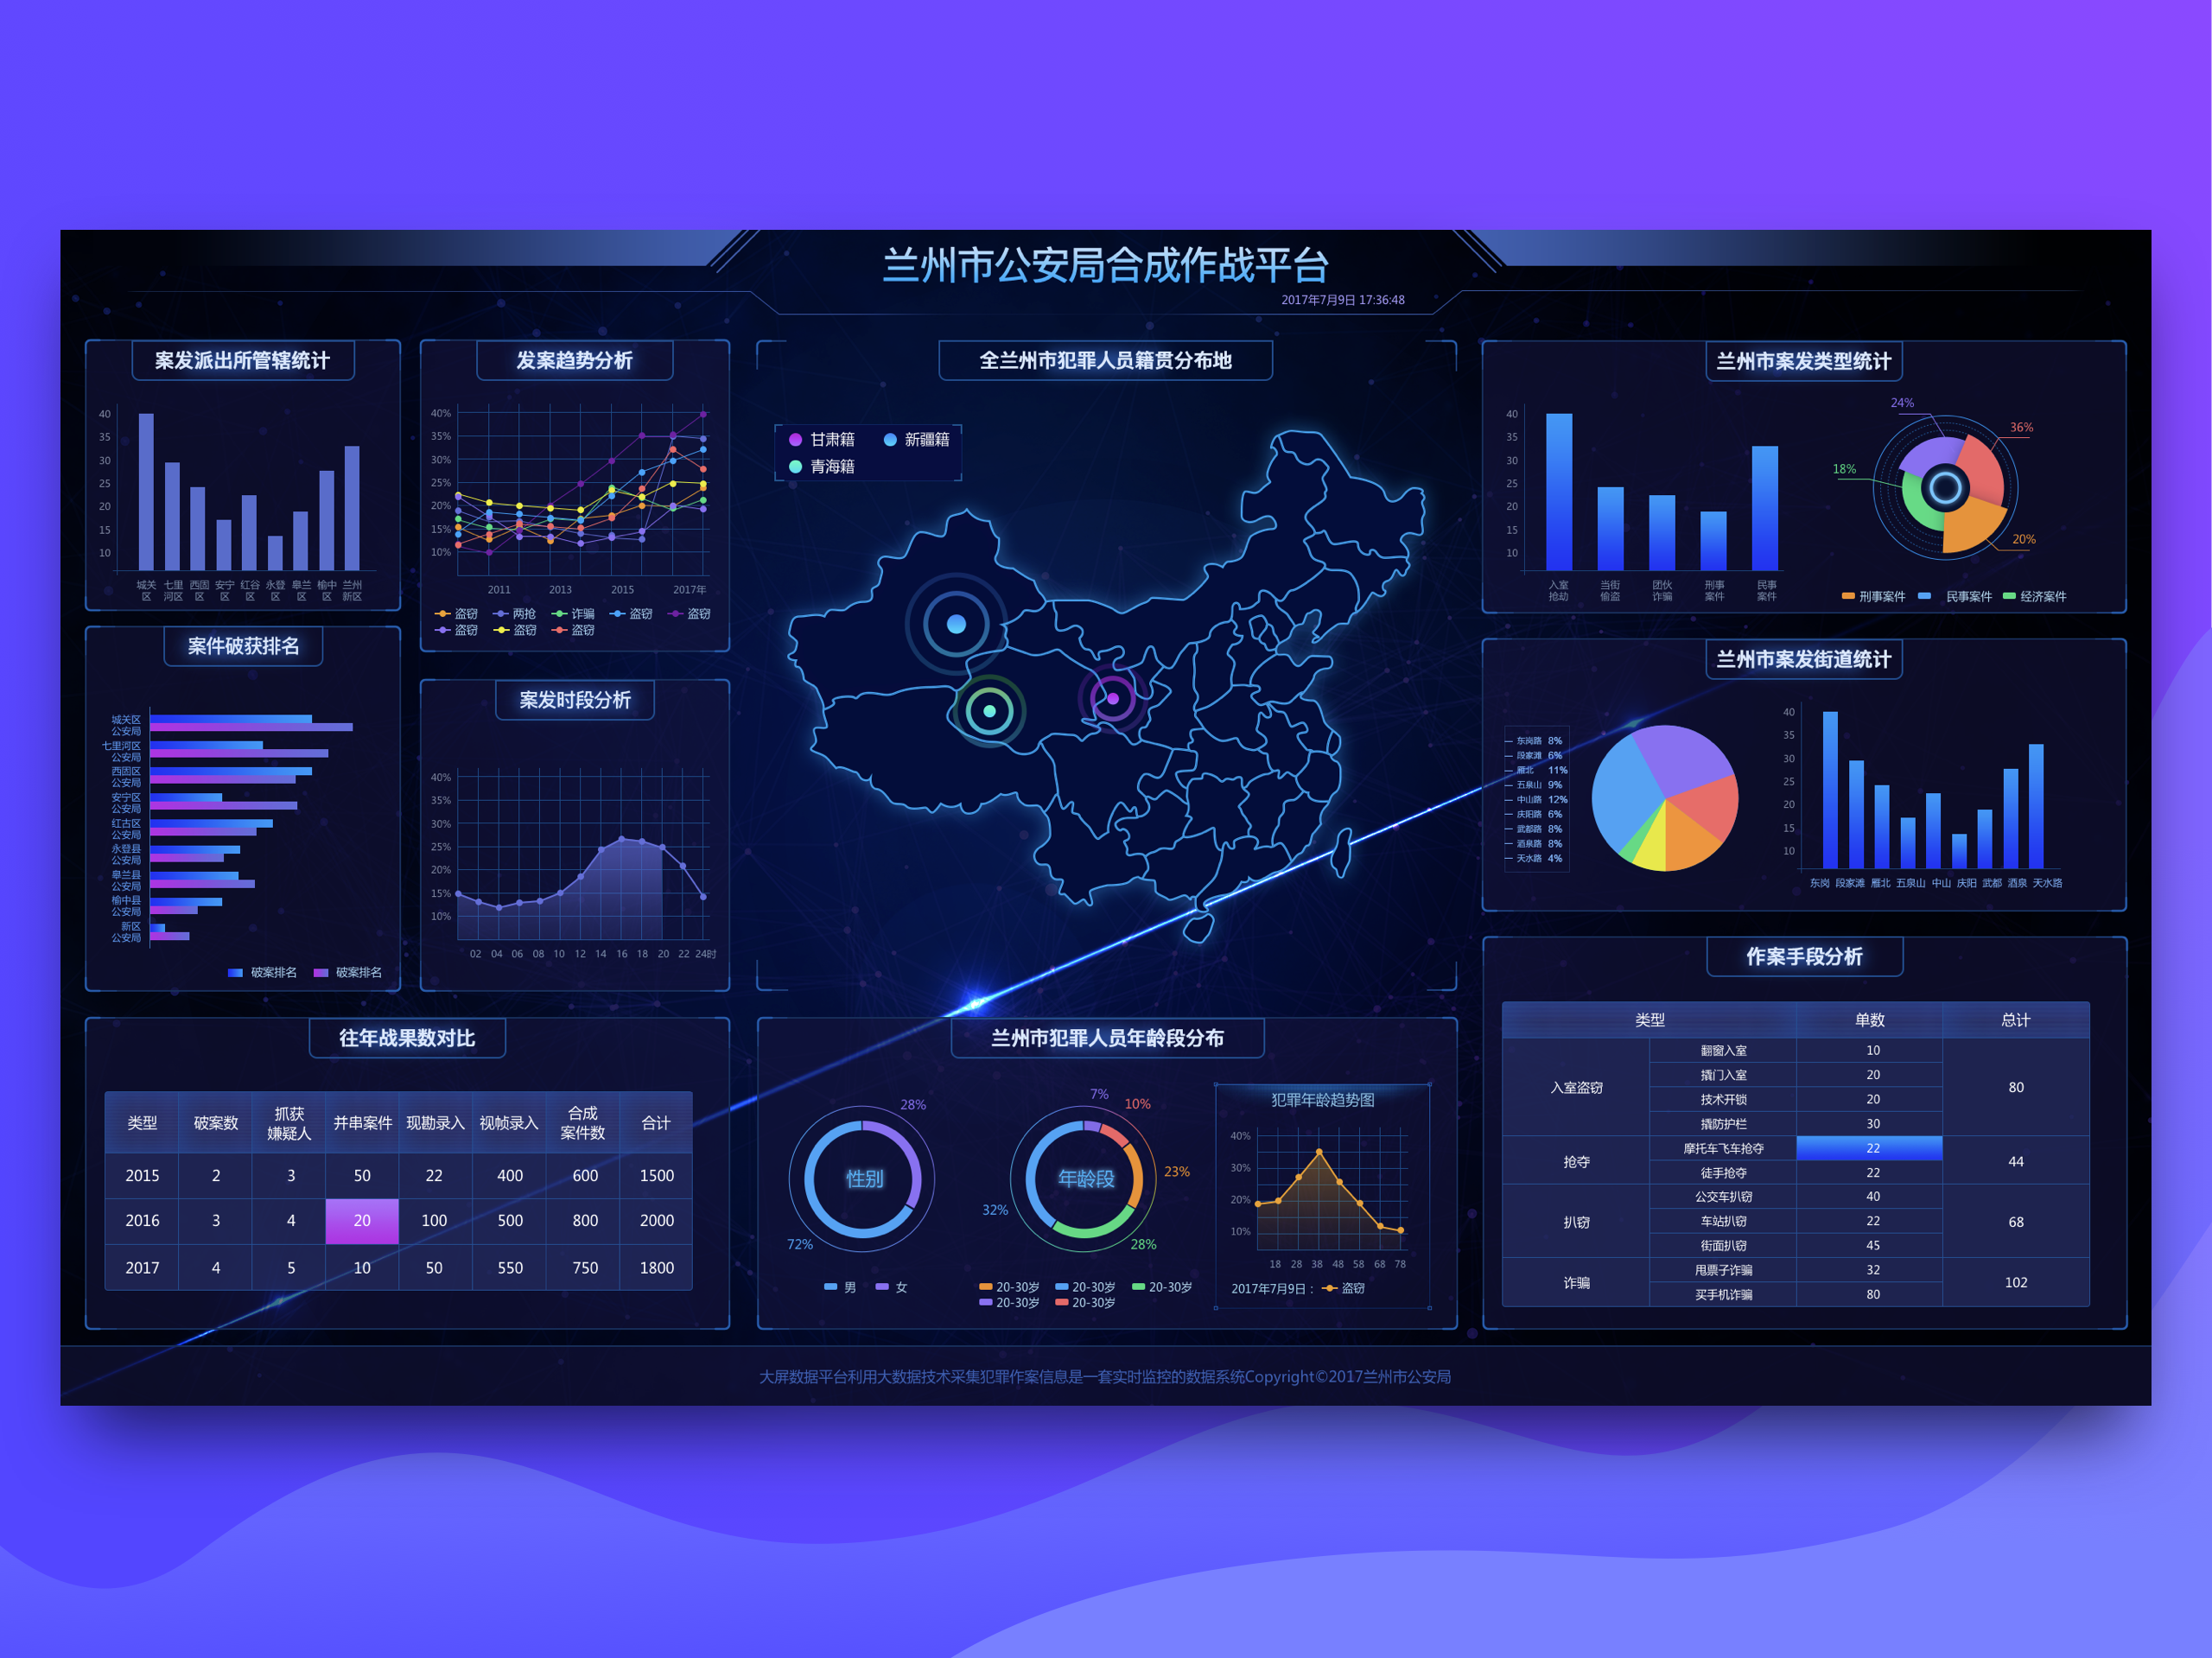 兰州市公安局合成作战平台
2017年7月9日 17:36:48
案发派出所管辖统计
40
35
30
25
20
15
10
城关区 七里河区 西固区 安宁区 红谷区 永登区 皋兰区 榆中区 兰州新区
案件破获排名
城关区公安局
七里河区公安局
西固区公安局
安宁区公安局
红古区公安局
永登县公安局
皋兰县公安局
榆中县公安局
新区公安局
破案排名 破案排名
发案趋势分析
40%
35%
30%
25%
20%
15%
10%
2011 2013 2015 2017年
盗窃 两抢 诈骗 盗窃 盗窃
盗窃 盗窃 盗窃
案发时段分析
40%
35%
30%
25%
20%
15%
10%
02 04 06 08 10 12 14 16 18 20 22 24时
全兰州市犯罪人员籍贯分布地
甘肃籍 新疆籍
青海籍
兰州市案发类型统计
40
35
30
25
20
15
10
入室抢劫 当街偷盗 团伙诈骗 刑事案件 民事案件
24%
36%
18%
20%
刑事案件 民事案件 经济案件
兰州市案发街道统计
东岗路 8%
段家滩 6%
雁北 11%
五泉山 9%
中山路 12%
庆阳路 6%
武都路 8%
酒泉路 8%
天水路 4%
40
35
30
25
20
15
10
东岗 段家滩 雁北 五泉山 中山 庆阳 武都 酒泉 天水路
往年战果数对比
类型 破案数 抓获嫌疑人 并串案件 现勘录入 视帧录入 合成案件数 合计
2015 2 3 50 22 400 600 1500
2016 3 4 20 100 500 800 2000
2017 4 5 10 50 550 750 1800
兰州市犯罪人员年龄段分布
28%
性别
72%
男 女
7%
10%
23%
年龄段
32%
28%
20-30岁 20-30岁 20-30岁
20-30岁 20-30岁
犯罪年龄趋势图
40%
30%
20%
10%
18 28 38 48 58 68 78
2017年7月9日： 盗窃
作案手段分析
类型 单数 总计
入室盗窃 翻窗入室 10 80
撬门入室 20
技术开锁 20
撬防护栏 30
抢夺 摩托车飞车抢夺 22 44
徒手抢夺 22
扒窃 公交车扒窃 40 68
车站扒窃 22
街面扒窃 45
诈骗 甩票子诈骗 32 102
买手机诈骗 80
大屏数据平台利用大数据技术采集犯罪作案信息是一套实时监控的数据系统Copyright©2017兰州市公安局